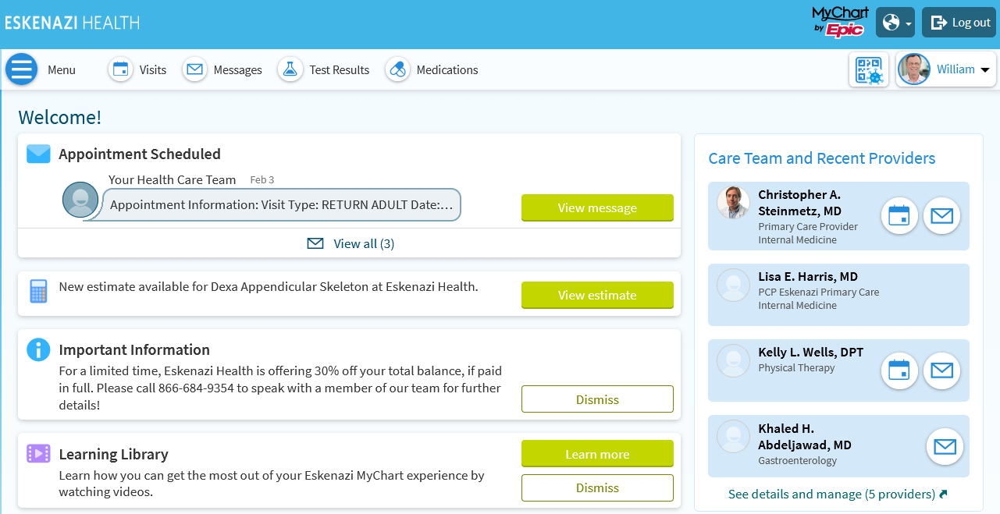 ESKENAZI HEALTH
MyChart
by Epic
Log out
Menu
Visits
Messages
Test Results
Medications
William
Welcome!
Appointment Scheduled
Your Health Care Team Feb 3
Appointment Information: Visit Type: RETURN ADULT Date:...
View message
View all (3)
New estimate available for Dexa Appendicular Skeleton at Eskenazi Health.
View estimate
Important Information
For a limited time, Eskenazi Health is offering 30% off your total balance, if paid
in full. Please call 866-684-9354 to speak with a member of our team for further
details!
Dismiss
Learning Library
Learn how you can get the most out of your Eskenazi MyChart experience by
watching videos.
Learn more
Dismiss
Care Team and Recent Providers
Christopher A.
Steinmetz, MD
Primary Care Provider
Internal Medicine
Lisa E. Harris, MD
PCP Eskenazi Primary Care
Internal Medicine
Kelly L. Wells, DPT
Physical Therapy
Khaled H.
Abdeljawad, MD
Gastroenterology
See details and manage (5 providers)